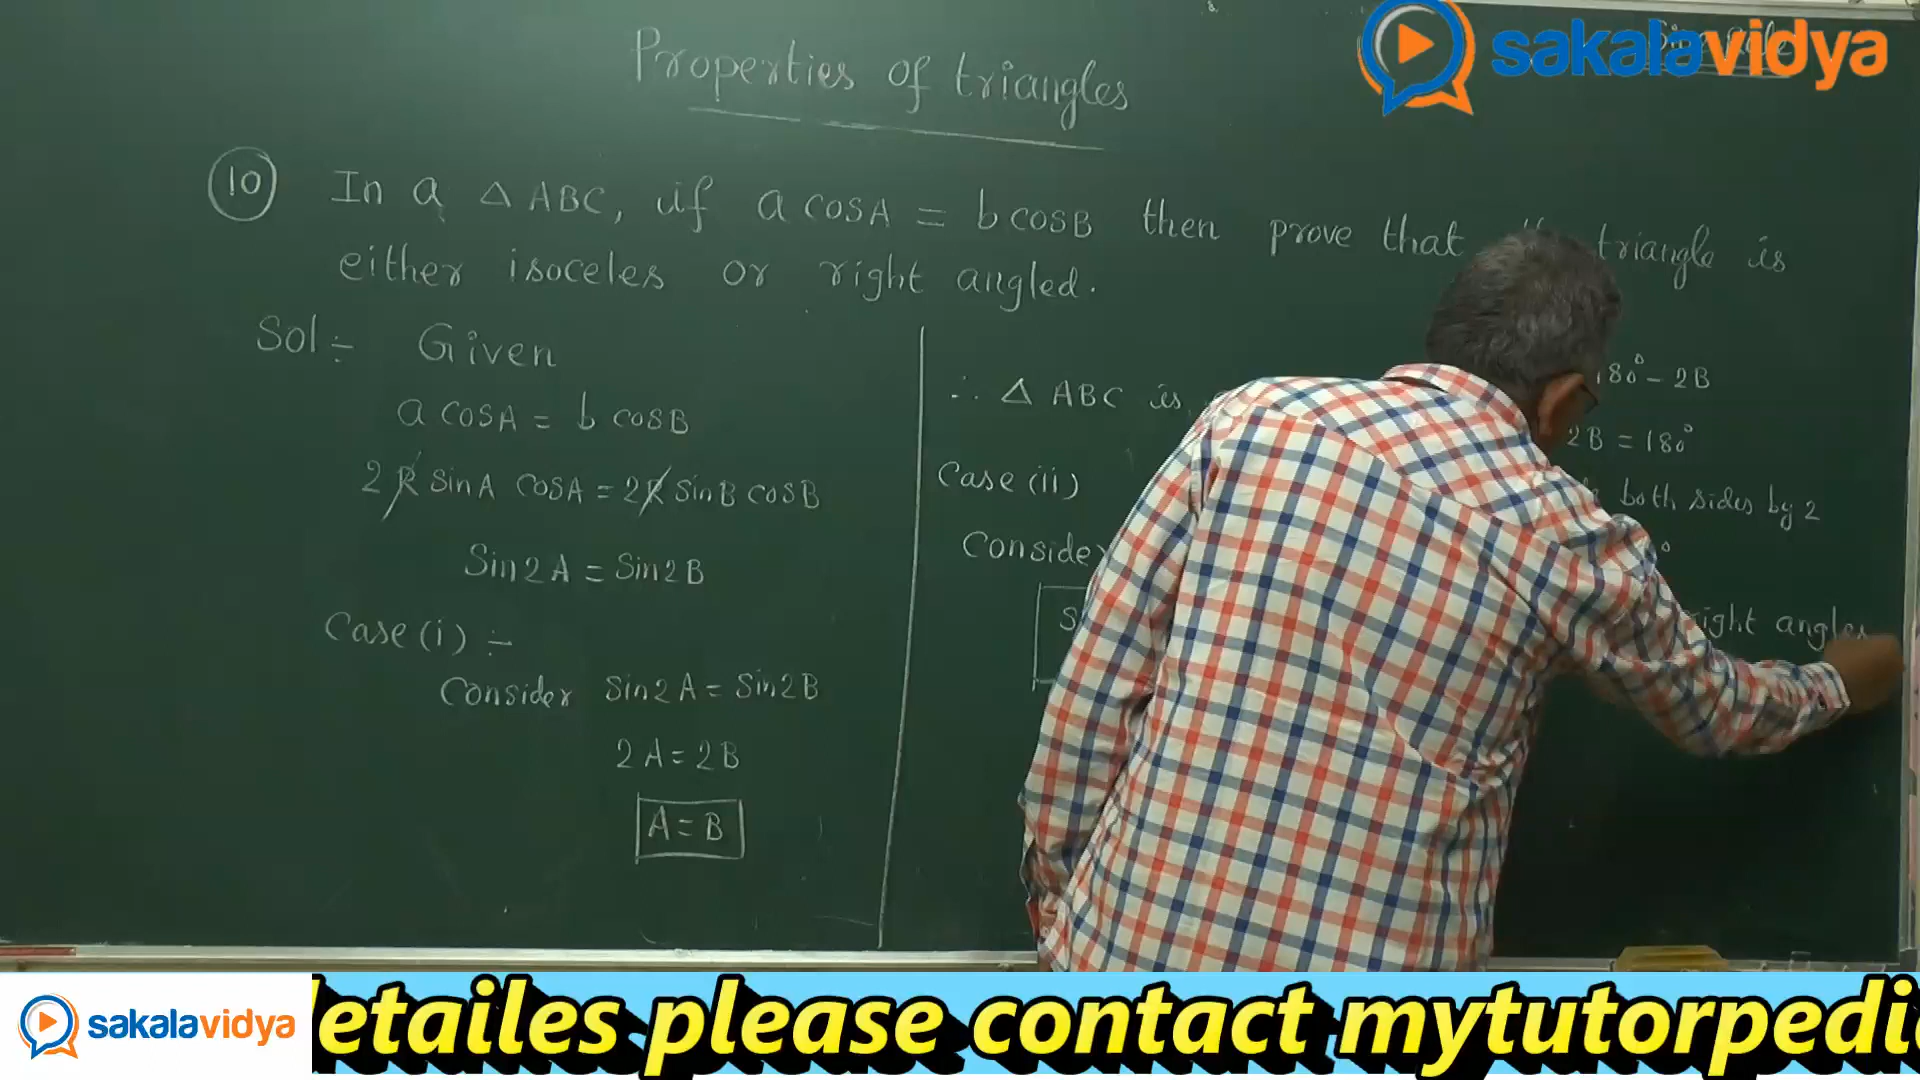 sakalavidya
Properties of triangles
10 In a △ ABC, if a cosA = b cosB then prove that triangle is
either isoceles or right angled.
Sol:- Given
a cosA = b cosB
2R sinA cosA = 2R sinB cosB
Sin2A = Sin2B
Case (i) :-
Consider Sin2A = Sin2B
2A = 2B
A = B
∴ △ ABC is
Case (ii)
Consider
S
180° - 2B
2B = 180°
both sides by 2
right angles
sakalavidya
etailes please contact mytutorpedi